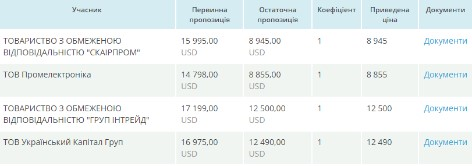 Учасник Первинна пропозиція Остаточна пропозиція Коефіцієнт Приведена ціна Документи
ТОВАРИСТВО З ОБМЕЖЕНОЮ ВІДПОВІДАЛЬНІСТЮ "СКАІРПРОМ" 15 995,00 USD 8 945,00 USD 1 8 945 Документи
ТОВ Промелектроніка 14 798,00 USD 8 855,00 USD 1 8 855 Документи
ТОВАРИСТВО З ОБМЕЖЕНОЮ ВІДПОВІДАЛЬНІСТЮ "ГРУП ІНТРЕЙД" 17 199,00 USD 12 500,00 USD 1 12 500 Документи
ТОВ Український Капітал Груп 16 975,00 USD 12 490,00 USD 1 12 490 Документи